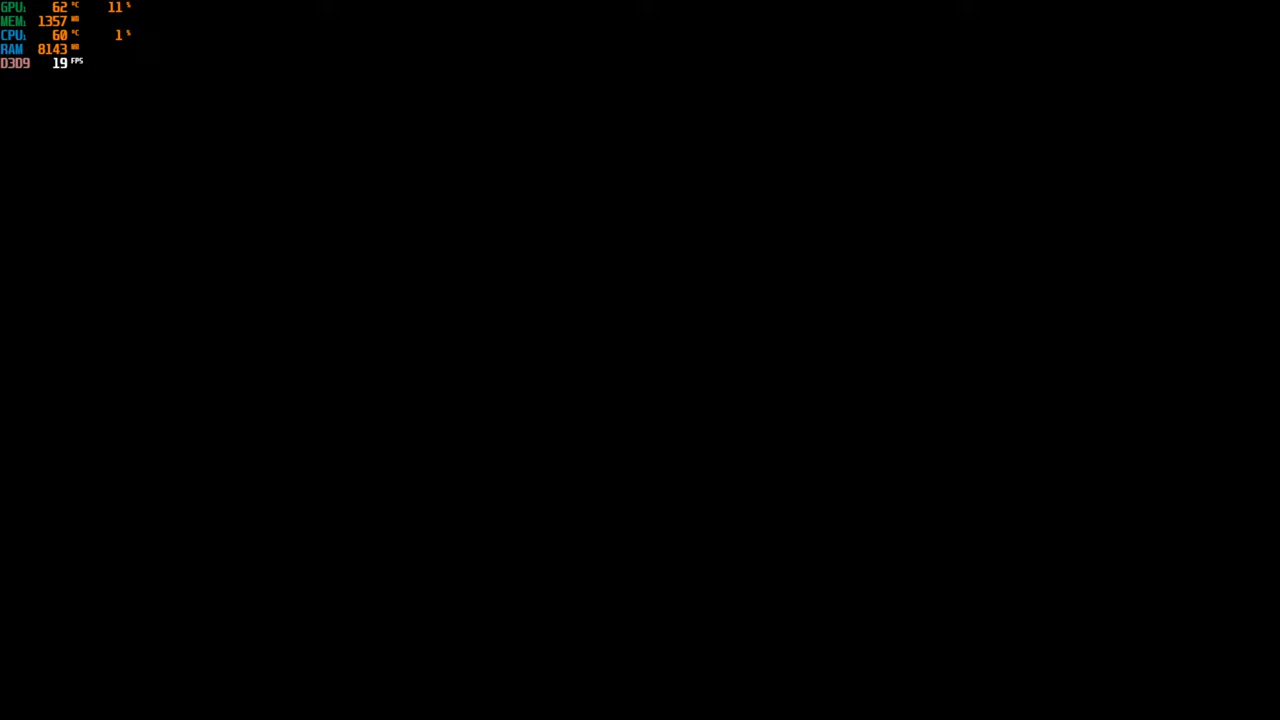 GPU: 62 °C 11 %
MEM: 1357 MB
CPU: 60 °C 1 %
RAM 8143 MB
D3D9 19 FPS